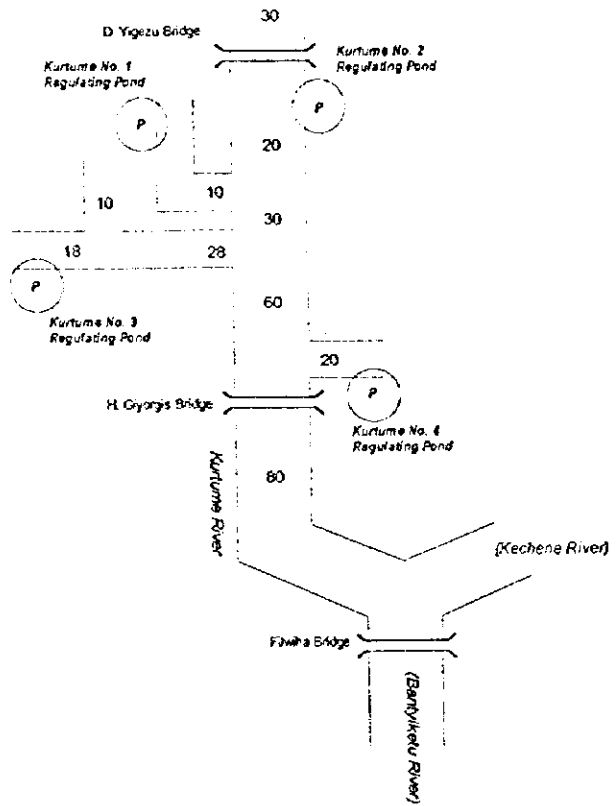 30
D. Yigezu Bridge
Kurtume No. 2
Regulating Pond
Kurtume No. 1
Regulating Pond
P
P
20
10
10
30
18
28
P
60
Kurtume No. 3
Regulating Pond
20
P
H. Giyorgis Bridge
Kurtume No. 4
Regulating Pond
Kurtume River
80
(Kechene River)
Filwiha Bridge
(Bantyiketu River)